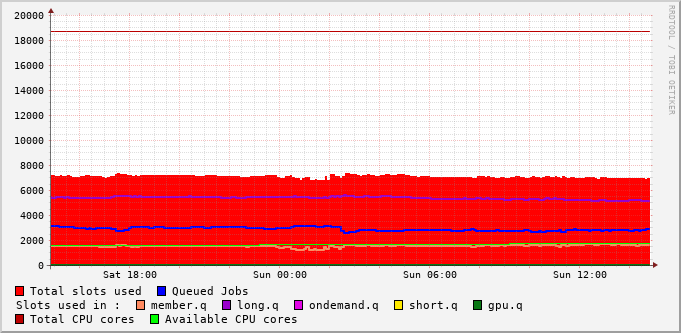 20000
18000
16000
14000
12000
10000
8000
6000
4000
2000
0
Sat 18:00 Sun 00:00 Sun 06:00 Sun 12:00
Total slots used Queued Jobs
Slots used in : member.q long.q ondemand.q short.q gpu.q
Total CPU cores Available CPU cores
RRDTOOL / TOBI OETIKER